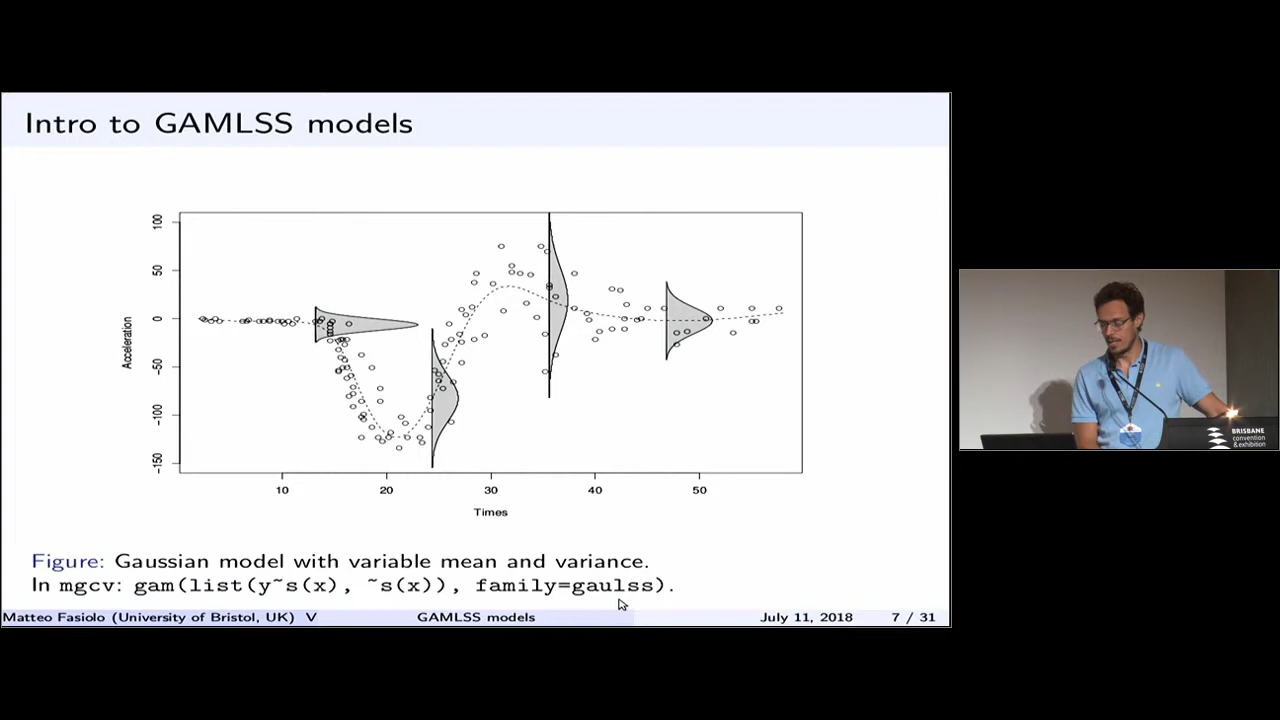 Intro to GAMLSS models
100
50
0
-50
-100
-150
Acceleration
10 20 30 40 50
Times
Figure: Gaussian model with variable mean and variance.
In mgcv: gam(list(y~s(x), ~s(x)), family=gaulss).
Matteo Fasiolo (University of Bristol, UK) V GAMLSS models July 11, 2018 7 / 31
BRISBANE
convention
& exhibition